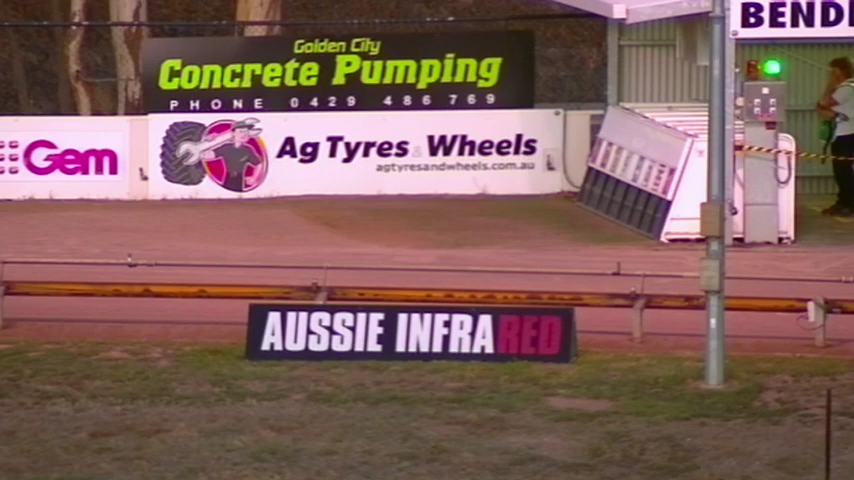 Golden City
Concrete Pumping
PHONE 0429 486 769
BENDI
Gem
Ag Tyres & Wheels
agtyresandwheels.com.au
AUSSIE INFRARED